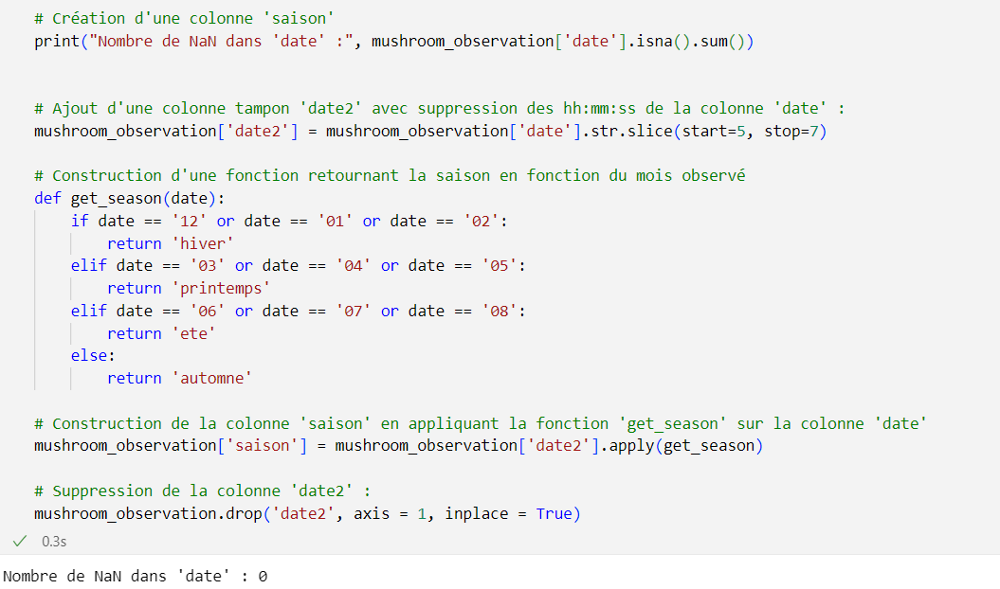 # Création d'une colonne 'saison'
print("Nombre de NaN dans 'date' :", mushroom_observation['date'].isna().sum())
# Ajout d'une colonne tampon 'date2' avec suppression des hh:mm:ss de la colonne 'date' :
mushroom_observation['date2'] = mushroom_observation['date'].str.slice(start=5, stop=7)
# Construction d'une fonction retournant la saison en fonction du mois observé
def get_season(date):
    if date == '12' or date == '01' or date == '02':
        return 'hiver'
    elif date == '03' or date == '04' or date == '05':
        return 'printemps'
    elif date == '06' or date == '07' or date == '08':
        return 'ete'
    else:
        return 'automne'
# Construction de la colonne 'saison' en appliquant la fonction 'get_season' sur la colonne 'date'
mushroom_observation['saison'] = mushroom_observation['date2'].apply(get_season)
# Suppression de la colonne 'date2' :
mushroom_observation.drop('date2', axis = 1, inplace = True)
✓ 0.3s
Nombre de NaN dans 'date' : 0